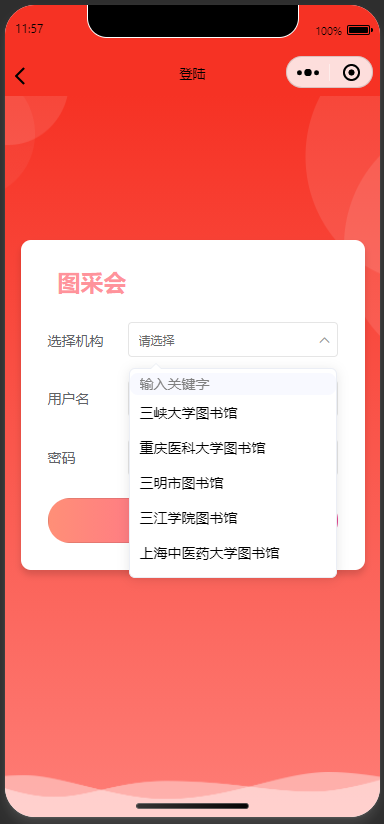 11:57
100%
登陆
图采会
选择机构
请选择
输入关键字
用户名
三峡大学图书馆
重庆医科大学图书馆
密码
三明市图书馆
三江学院图书馆
上海中医药大学图书馆